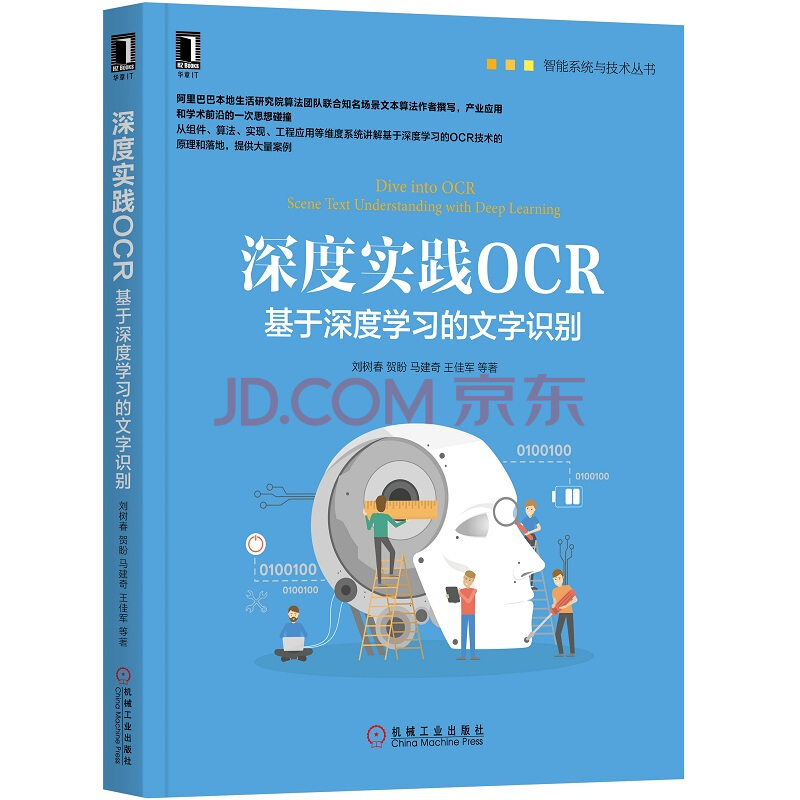 HZ BOOKS
华章IT
深度实践OCR
基于深度学习的文字识别
刘树春 贺盼 马建奇 王佳军 等著
机械工业出版社
China Machine Press
HZ BOOKS
华章IT
智能系统与技术丛书
阿里巴巴本地生活研究院算法团队联合知名场景文本算法作者撰写，产业应用
和学术前沿的一次思想碰撞
从组件、算法、实现、工程应用等维度系统讲解基于深度学习的OCR技术的
原理和落地，提供大量案例
Dive into OCR
Scene Text Understanding with Deep Learning
深度实践OCR
基于深度学习的文字识别
刘树春 贺盼 马建奇 王佳军 等著
JD.COM 京东
0100100
0100100
0100100
0100100
机械工业出版社
China Machine Press